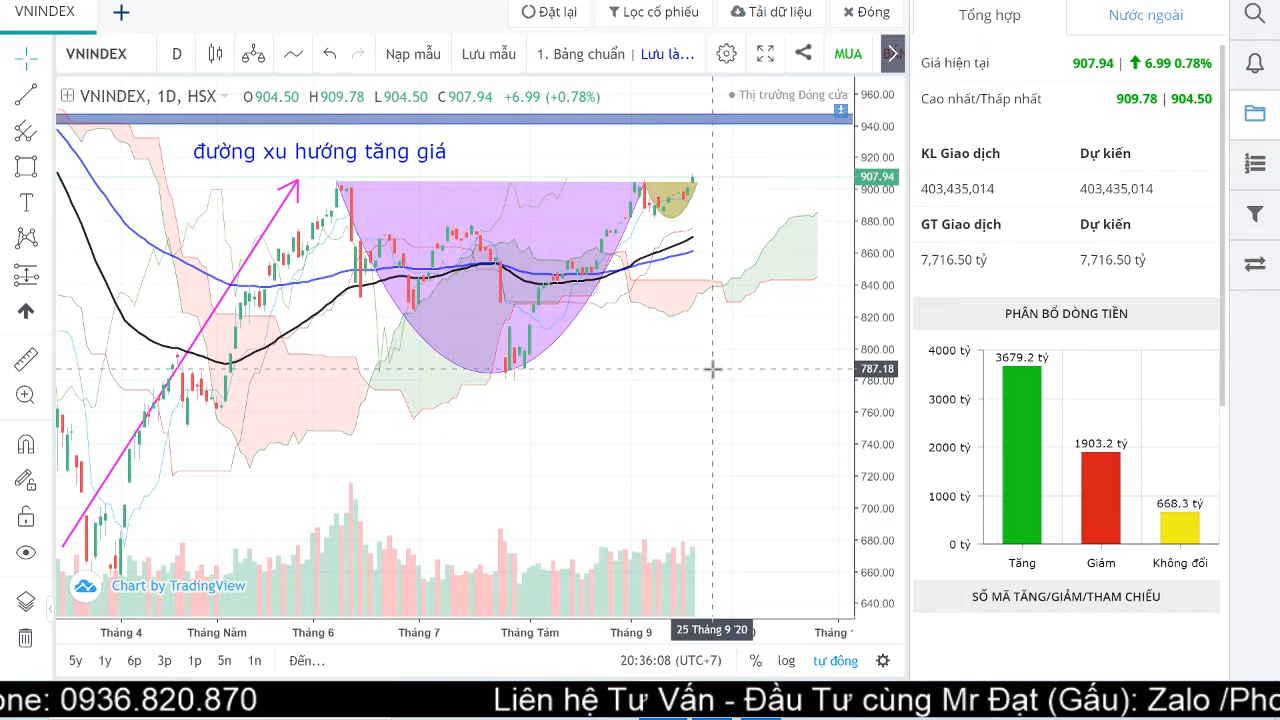 VNINDEX
Đặt lại
Lọc cổ phiếu
Tải dữ liệu
Đóng
Tổng hợp
Nước ngoài
VNINDEX
D
Nạp mẫu
Lưu mẫu
1. Bảng chuẩn
Lưu là...
MUA
VNINDEX, 1D, HSX
O904.50 H909.78 L904.50 C907.94 +6.99 (+0.78%)
Thị trường Đóng cửa
đường xu hướng tăng giá
960.00
940.00
920.00
907.94
900.00
880.00
860.00
840.00
820.00
800.00
787.18
780.00
760.00
740.00
720.00
700.00
680.00
660.00
640.00
Chart by TradingView
Tháng 4
Tháng Năm
Tháng 6
Tháng 7
Tháng Tám
Tháng 9
25 Tháng 9 '20
Tháng 1
5y 1y 6p 3p 1p 5n 1n
Đến...
20:36:08 (UTC+7)
% log tự động
Giá hiện tại
907.94 | 6.99 0.78%
Cao nhất/Thấp nhất
909.78 | 904.50
KL Giao dịch Dự kiến
403,435,014 403,435,014
GT Giao dịch Dự kiến
7,716.50 tỷ 7,716.50 tỷ
PHÂN BỔ DÒNG TIỀN
4000 tỷ
3000 tỷ
2000 tỷ
1000 tỷ
0 tỷ
3679.2 tỷ
1903.2 tỷ
668.3 tỷ
Tăng
Giảm
Không đổi
SỐ MÃ TĂNG/GIẢM/THAM CHIẾU
one: 0936.820.870 Liên hệ Tư Vấn - Đầu Tư cùng Mr Đạt (Gấu): Zalo /Pho